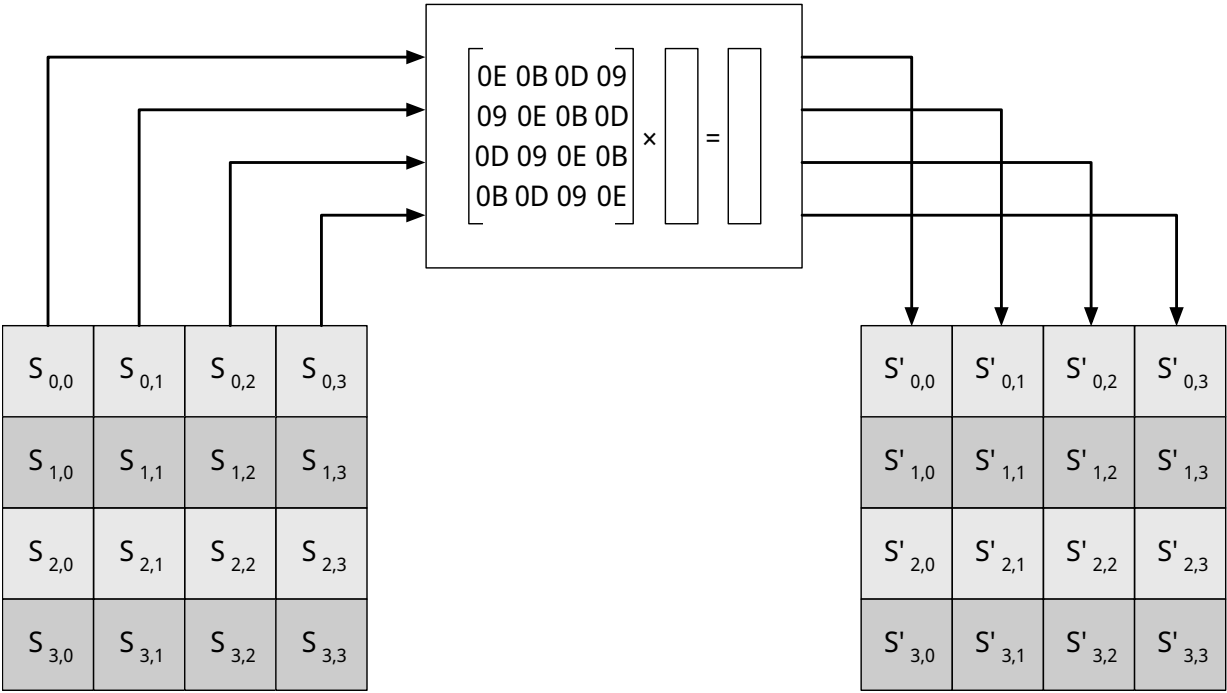 0E 0B 0D 09
09 0E 0B 0D
0D 09 0E 0B
0B 0D 09 0E
× =
S 0,0 S 0,1 S 0,2 S 0,3
S 1,0 S 1,1 S 1,2 S 1,3
S 2,0 S 2,1 S 2,2 S 2,3
S 3,0 S 3,1 S 3,2 S 3,3
S' 0,0 S' 0,1 S' 0,2 S' 0,3
S' 1,0 S' 1,1 S' 1,2 S' 1,3
S' 2,0 S' 2,1 S' 2,2 S' 2,3
S' 3,0 S' 3,1 S' 3,2 S' 3,3